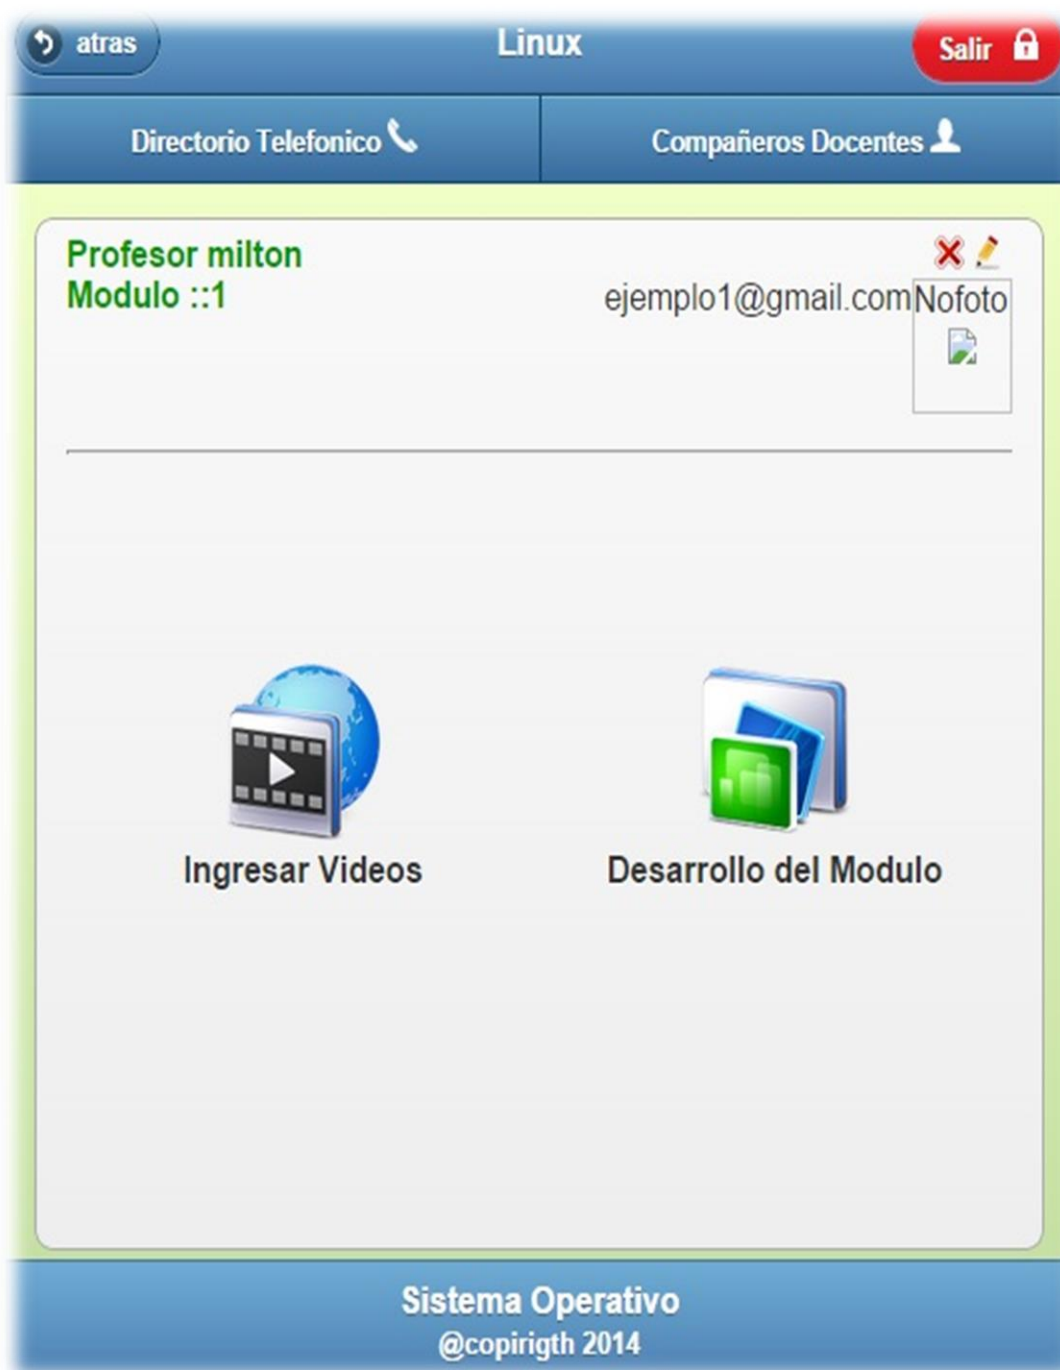 atras
Linux
Salir
Directorio Telefonico
Compañeros Docentes
Profesor milton
Modulo ::1
ejemplo1@gmail.com
Nofoto
Ingresar Videos
Desarrollo del Modulo
Sistema Operativo
@copirigth 2014